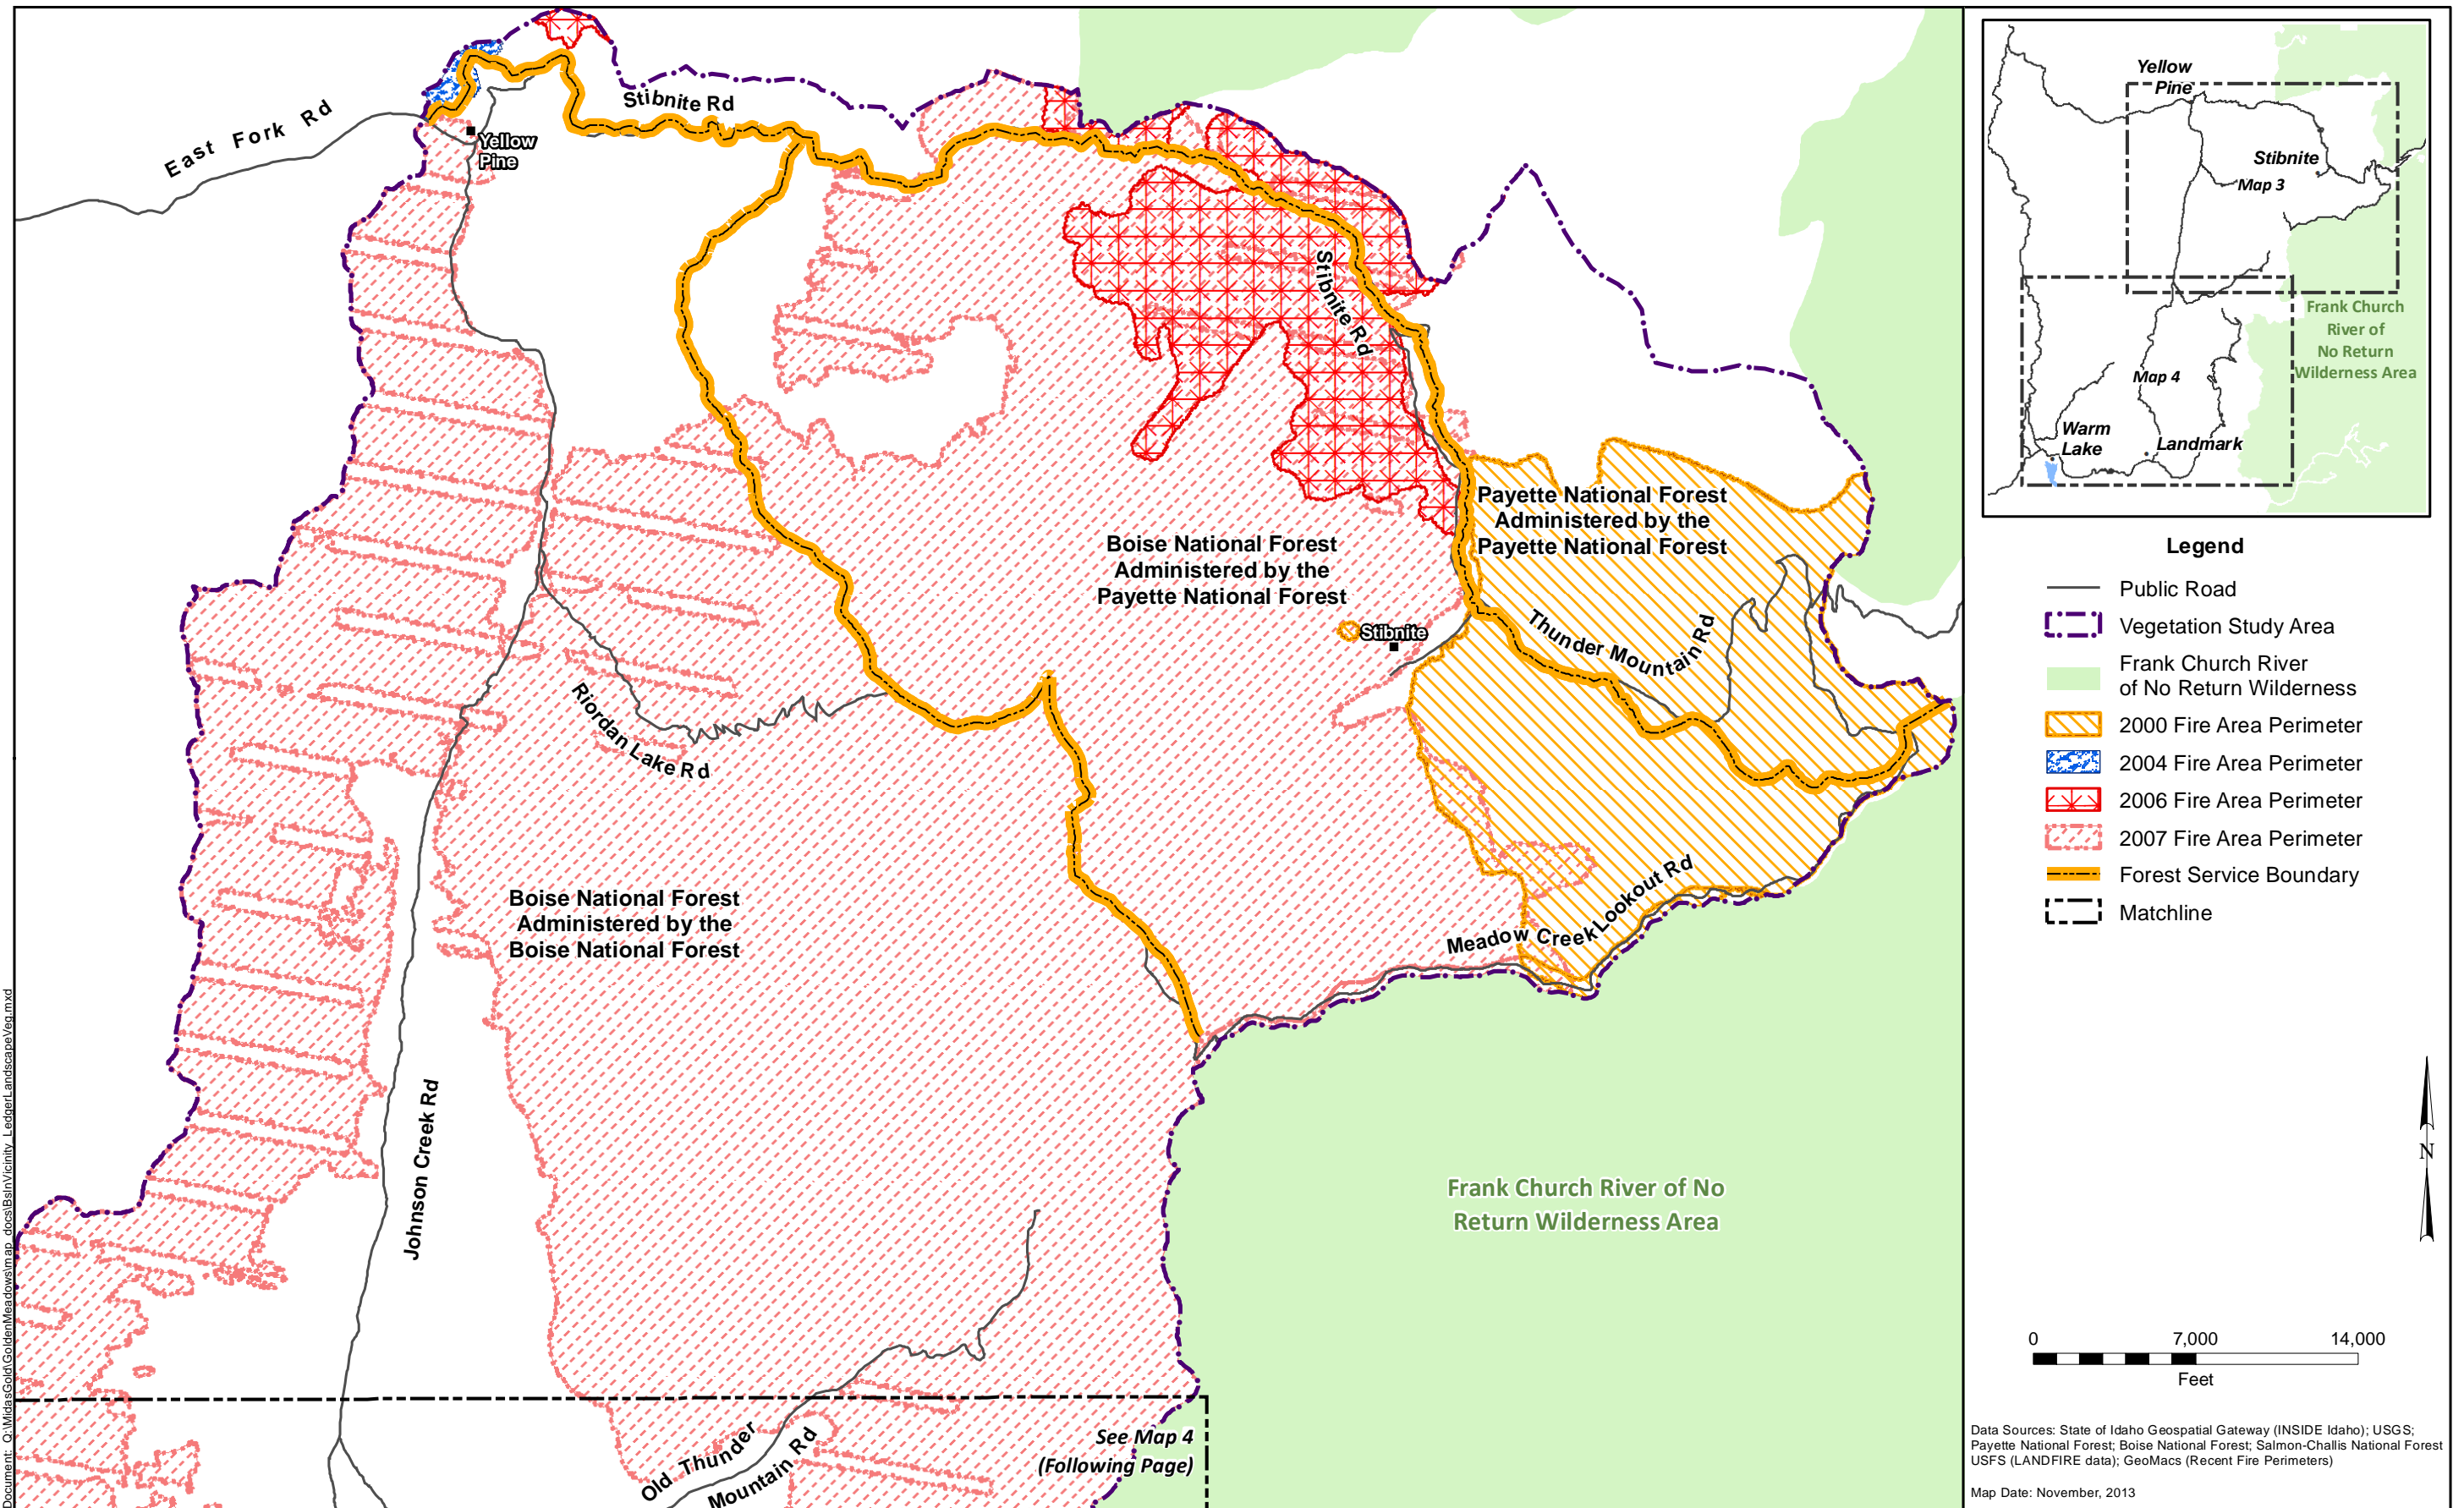 East Fork Rd
Stibnite Rd
Yellow
Pine
Stibnite Rd
Payette National Forest
Administered by the
Payette National Forest
Boise National Forest
Administered by the
Payette National Forest
Stibnite
Thunder Mountain Rd
Riordan Lake Rd
Meadow Creek Lookout Rd
Boise National Forest
Administered by the
Boise National Forest
Johnson Creek Rd
Frank Church River of No
Return Wilderness Area
Old Thunder
Mountain Rd
See Map 4
(Following Page)
Document: Q:\MidasGold\GoldenMeadows\map_docs\BslnVicinity_LedgerLandscapeVeg.mxd
Yellow
Pine
Stibnite
Map 3
Frank Church
River of
No Return
Wilderness Area
Map 4
Warm
Lake
Landmark
Legend
Public Road
Vegetation Study Area
Frank Church River
of No Return Wilderness
2000 Fire Area Perimeter
2004 Fire Area Perimeter
2006 Fire Area Perimeter
2007 Fire Area Perimeter
Forest Service Boundary
Matchline
N
0 7,000 14,000
Feet
Data Sources: State of Idaho Geospatial Gateway (INSIDE Idaho); USGS;
Payette National Forest; Boise National Forest; Salmon-Challis National Forest
USFS (LANDFIRE data); GeoMacs (Recent Fire Perimeters)
Map Date: November, 2013